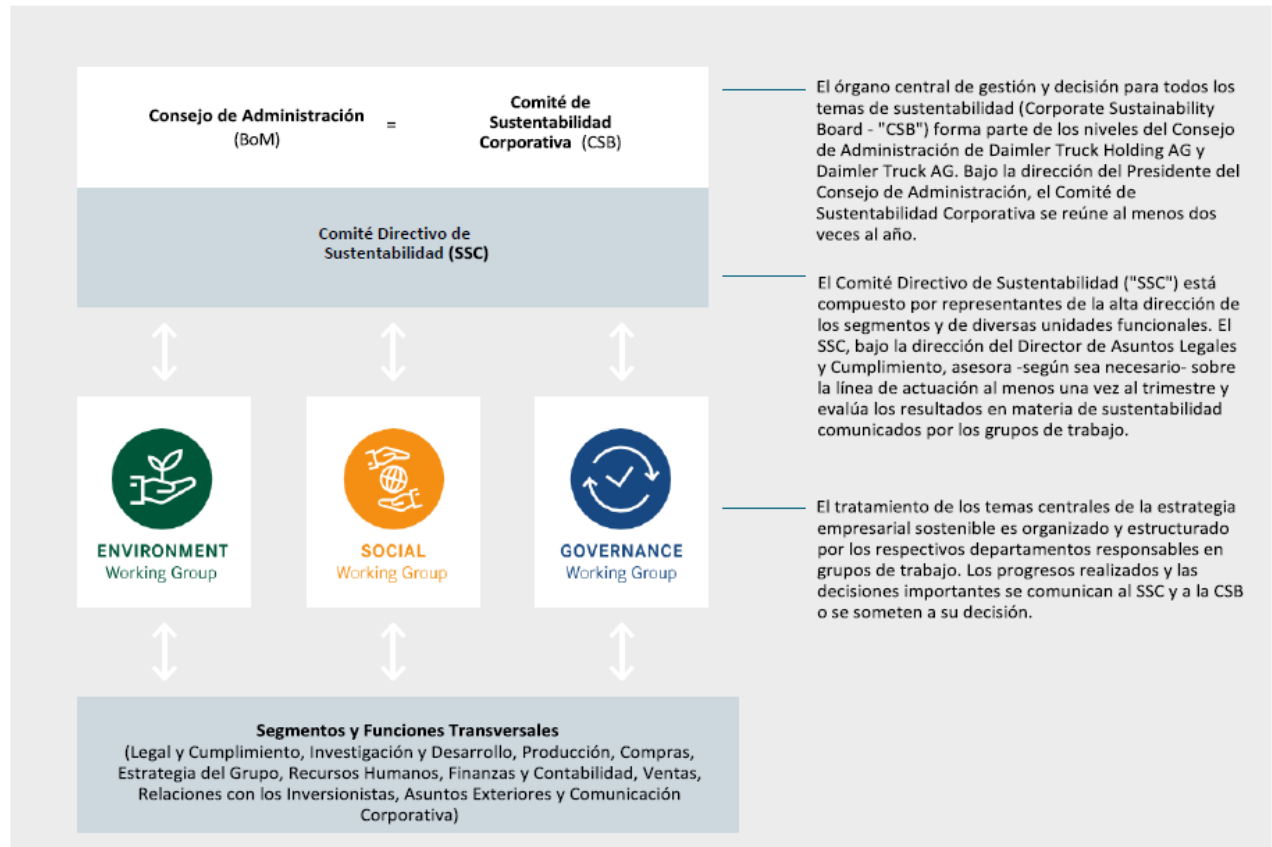 Consejo de Administración
(BoM)
=
Comité de
Sustentabilidad
Corporativa (CSB)
El órgano central de gestión y decisión para todos los
temas de sustentabilidad (Corporate Sustainability
Board - "CSB") forma parte de los niveles del Consejo
de Administración de Daimler Truck Holding AG y
Daimler Truck AG. Bajo la dirección del Presidente del
Consejo de Administración, el Comité de
Sustentabilidad Corporativa se reúne al menos dos
veces al año.
Comité Directivo de
Sustentabilidad (SSC)
El Comité Directivo de Sustentabilidad ("SSC") está
compuesto por representantes de la alta dirección de
los segmentos y de diversas unidades funcionales. El
SSC, bajo la dirección del Director de Asuntos Legales
y Cumplimiento, asesora -según sea necesario- sobre
la línea de actuación al menos una vez al trimestre y
evalúa los resultados en materia de sustentabilidad
comunicados por los grupos de trabajo.
ENVIRONMENT
Working Group
SOCIAL
Working Group
GOVERNANCE
Working Group
El tratamiento de los temas centrales de la estrategia
empresarial sostenible es organizado y estructurado
por los respectivos departamentos responsables en
grupos de trabajo. Los progresos realizados y las
decisiones importantes se comunican al SSC y a la CSB
o se someten a su decisión.
Segmentos y Funciones Transversales
(Legal y Cumplimiento, Investigación y Desarrollo, Producción, Compras,
Estrategia del Grupo, Recursos Humanos, Finanzas y Contabilidad, Ventas,
Relaciones con los Inversionistas, Asuntos Exteriores y Comunicación
Corporativa)